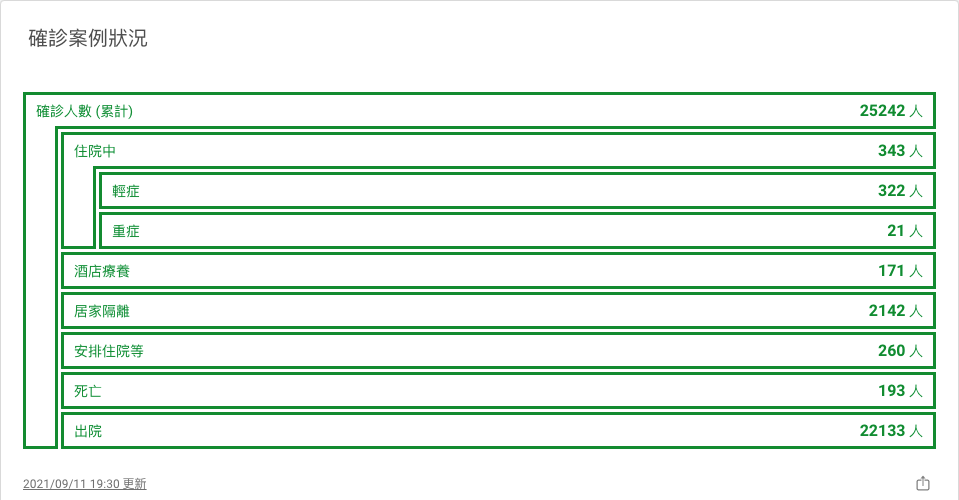 確診案例狀況
確診人數 (累計) 25242 人
住院中 343 人
輕症 322 人
重症 21 人
酒店療養 171 人
居家隔離 2142 人
安排住院等 260 人
死亡 193 人
出院 22133 人
2021/09/11 19:30 更新